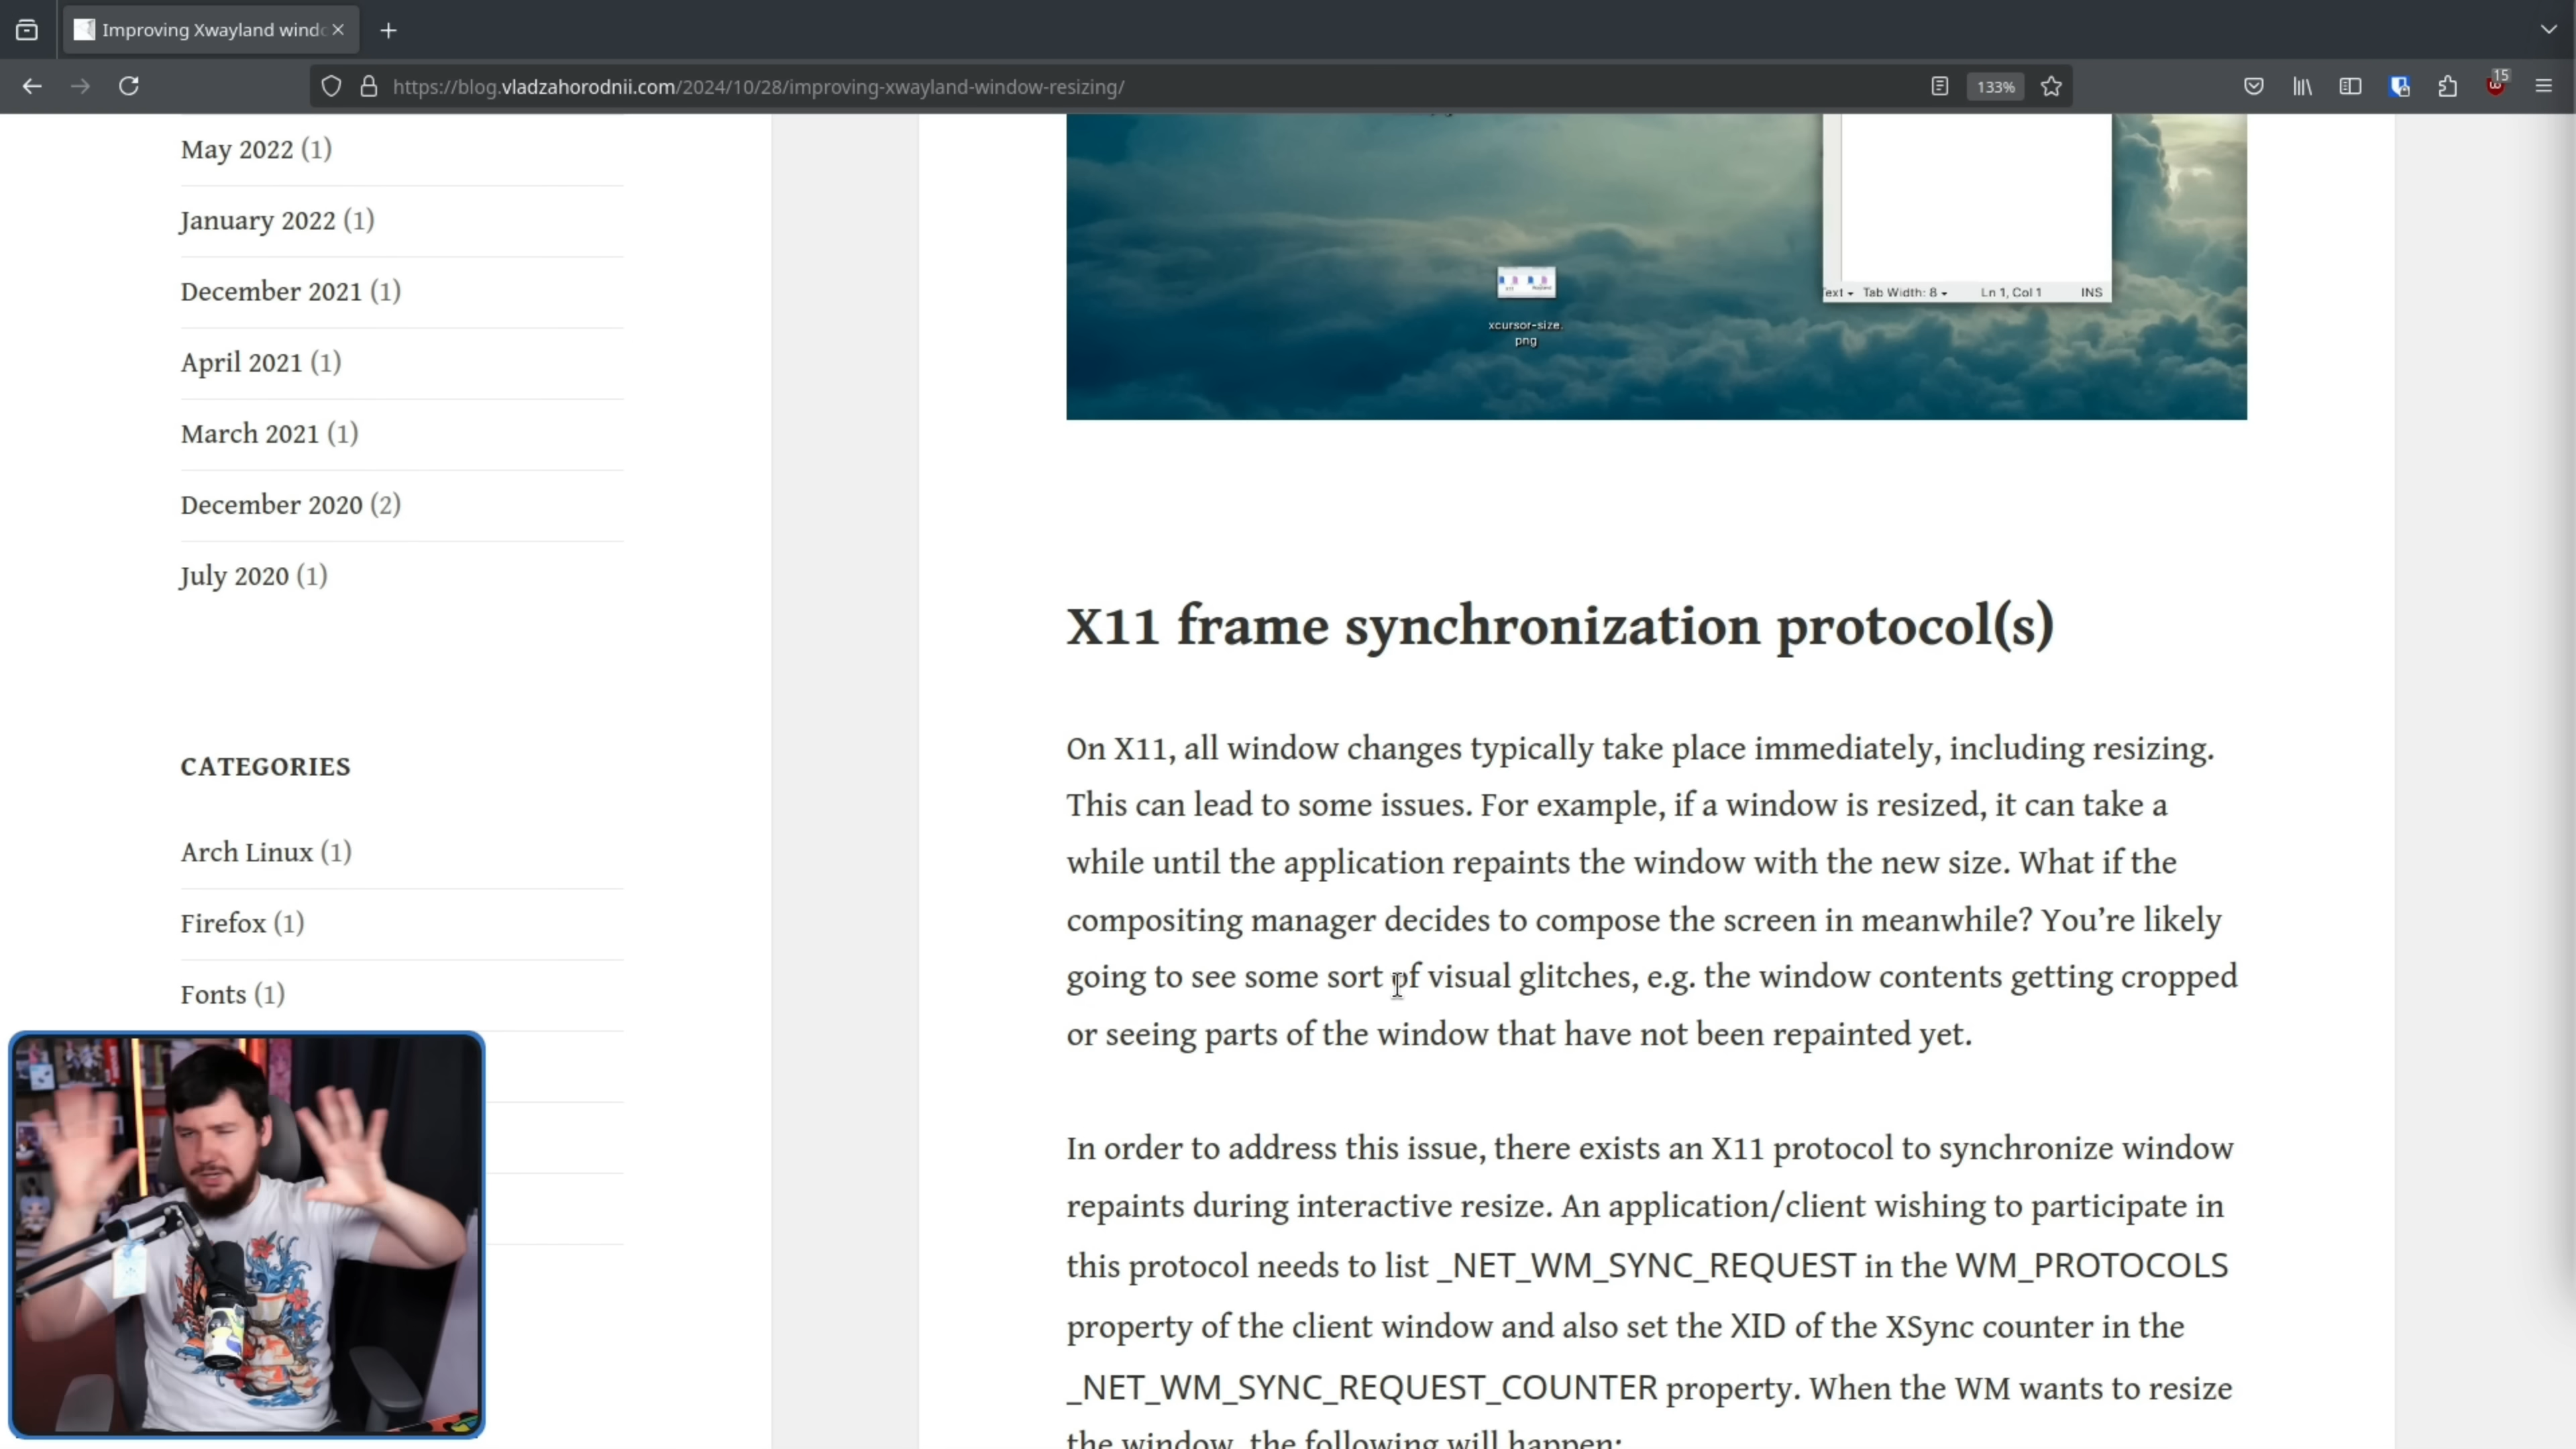 Improving Xwayland wind
https://blog.vladzahorodnii.com/2024/10/28/improving-xwayland-window-resizing/
133%
15
May 2022 (1)
January 2022 (1)
December 2021 (1)
April 2021 (1)
March 2021 (1)
December 2020 (2)
July 2020 (1)
CATEGORIES
Arch Linux (1)
Firefox (1)
Fonts (1)
Text Tab Width: 8 Ln 1, Col 1 INS
xcursor-size.
png
X11 frame synchronization protocol(s)
On X11, all window changes typically take place immediately, including resizing.
This can lead to some issues. For example, if a window is resized, it can take a
while until the application repaints the window with the new size. What if the
compositing manager decides to compose the screen in meanwhile? You’re likely
going to see some sort of visual glitches, e.g. the window contents getting cropped
or seeing parts of the window that have not been repainted yet.
In order to address this issue, there exists an X11 protocol to synchronize window
repaints during interactive resize. An application/client wishing to participate in
this protocol needs to list _NET_WM_SYNC_REQUEST in the WM_PROTOCOLS
property of the client window and also set the XID of the XSync counter in the
_NET_WM_SYNC_REQUEST_COUNTER property. When the WM wants to resize
the window, the following will happen: